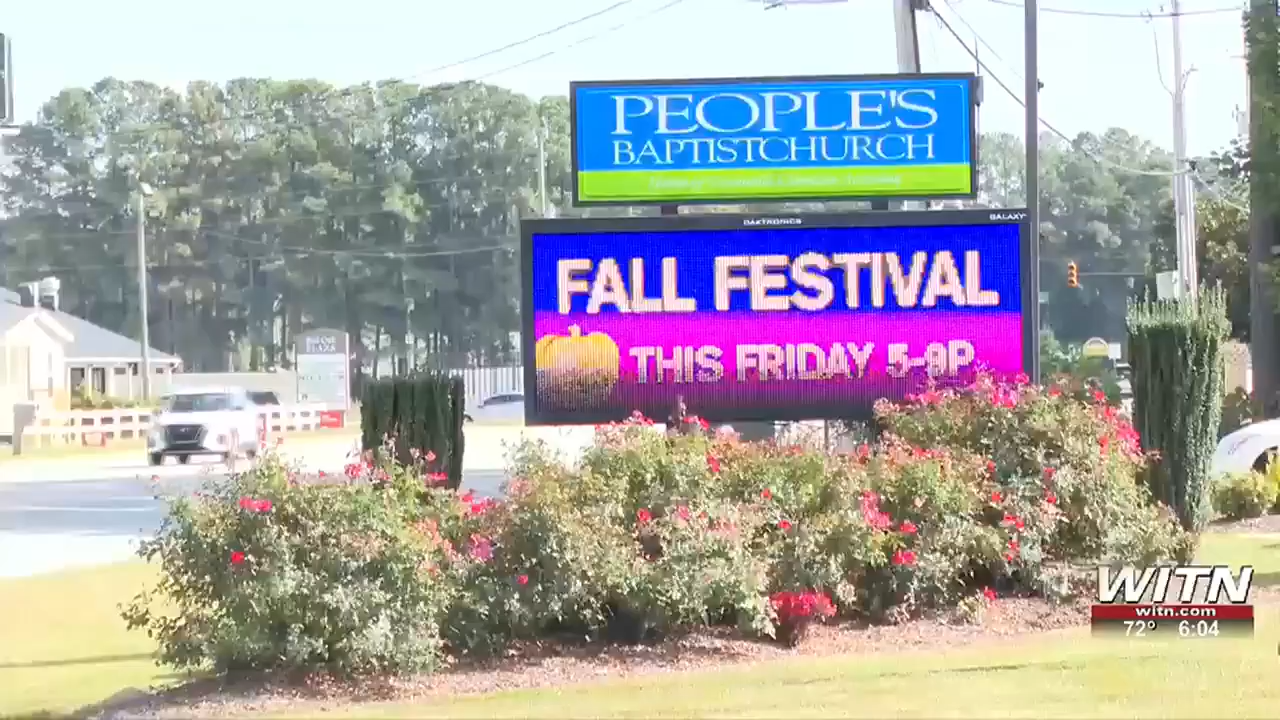 PEOPLE'S
BAPTISTCHURCH
DAKTRONICS
GALAXY
FALL FESTIVAL
THIS FRIDAY 5-9P
WITN
witn.com
72° 6:04